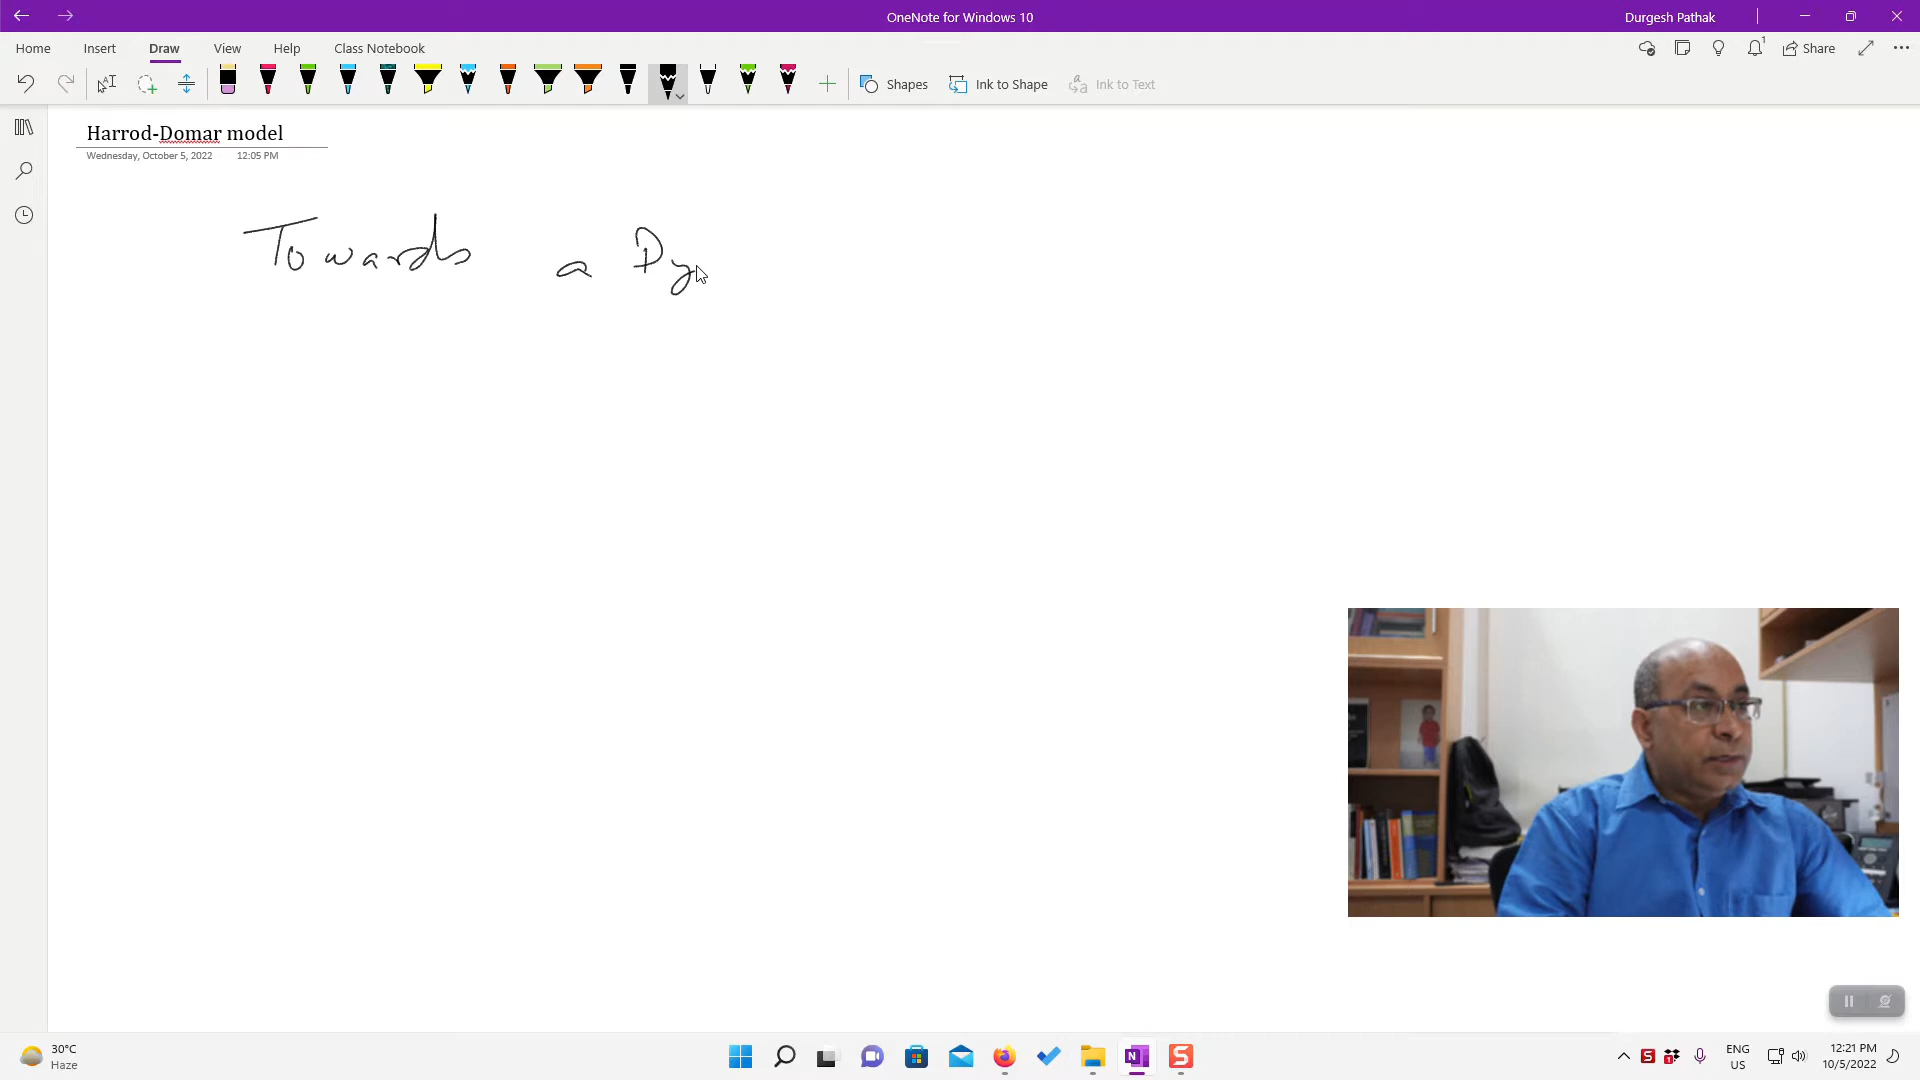 OneNote for Windows 10
Durgesh Pathak
Home Insert Draw View Help Class Notebook
1
Share
Shapes Ink to Shape Ink to Text
Harrod-Domar model
Wednesday, October 5, 2022 12:05 PM
Towards a Dy
30°C
Haze
ENG
US
12:21 PM
10/5/2022